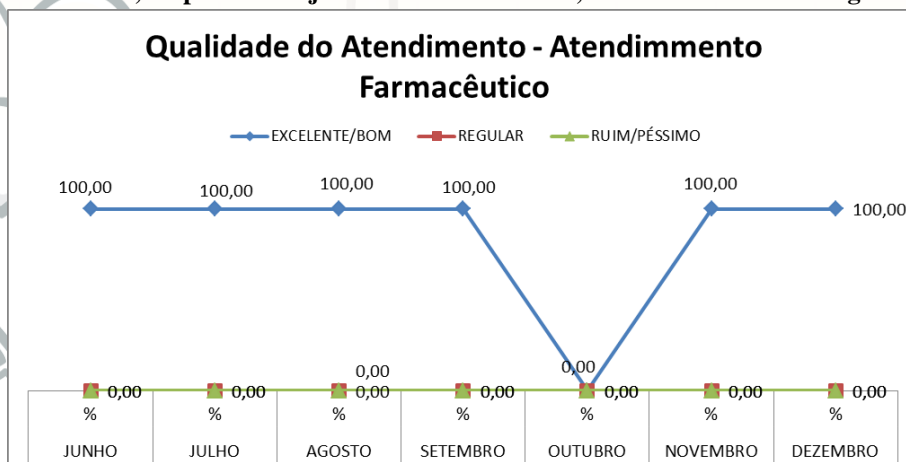 Qualidade do Atendimento - Atendimmento
Farmacêutico
EXCELENTE/BOM REGULAR RUIM/PÉSSIMO
100,00 100,00 100,00 100,00 100,00 100,00
0,00 0,00
0,00 0,00 0,00 0,00 0,00 0,00 0,00
% % % % % % %
JUNHO JULHO AGOSTO SETEMBRO OUTUBRO NOVEMBRO DEZEMBRO